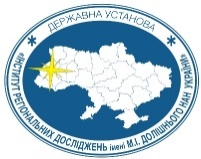 ДЕРЖАВНА УСТАНОВА
«ІНСТИТУТ РЕГІОНАЛЬНИХ ДОСЛІДЖЕНЬ імені М.І. ДОЛІШНЬОГО НАН УКРАЇНИ»